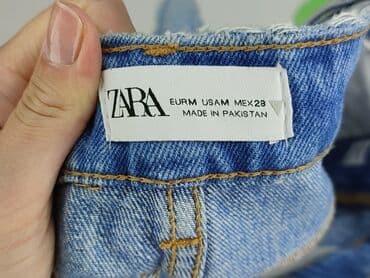 ZARA
EUR M USA M MEX 28
MADE IN PAKISTAN